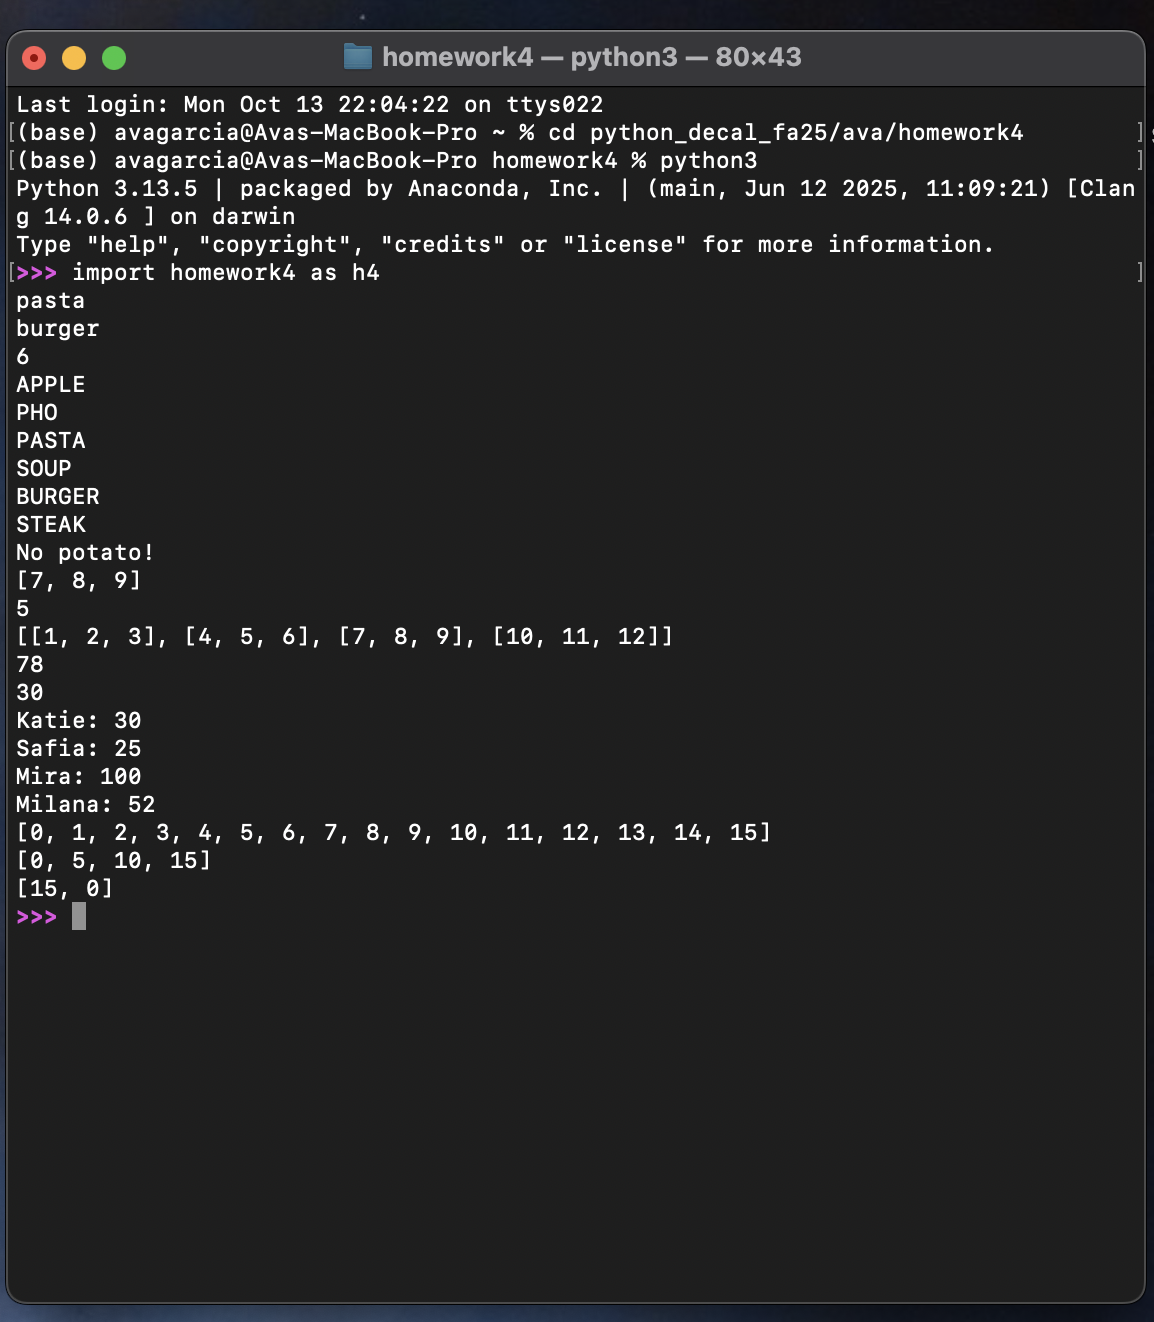 homework4 — python3 — 80×43
Last login: Mon Oct 13 22:04:22 on ttys022
[(base) avagarcia@Avas-MacBook-Pro ~ % cd python_decal_fa25/ava/homework4 ]
[(base) avagarcia@Avas-MacBook-Pro homework4 % python3 ]
Python 3.13.5 | packaged by Anaconda, Inc. | (main, Jun 12 2025, 11:09:21) [Clan
g 14.0.6 ] on darwin
Type "help", "copyright", "credits" or "license" for more information.
[>>> import homework4 as h4 ]
pasta
burger
6
APPLE
PHO
PASTA
SOUP
BURGER
STEAK
No potato!
[7, 8, 9]
5
[[1, 2, 3], [4, 5, 6], [7, 8, 9], [10, 11, 12]]
78
30
Katie: 30
Safia: 25
Mira: 100
Milana: 52
[0, 1, 2, 3, 4, 5, 6, 7, 8, 9, 10, 11, 12, 13, 14, 15]
[0, 5, 10, 15]
[15, 0]
>>>